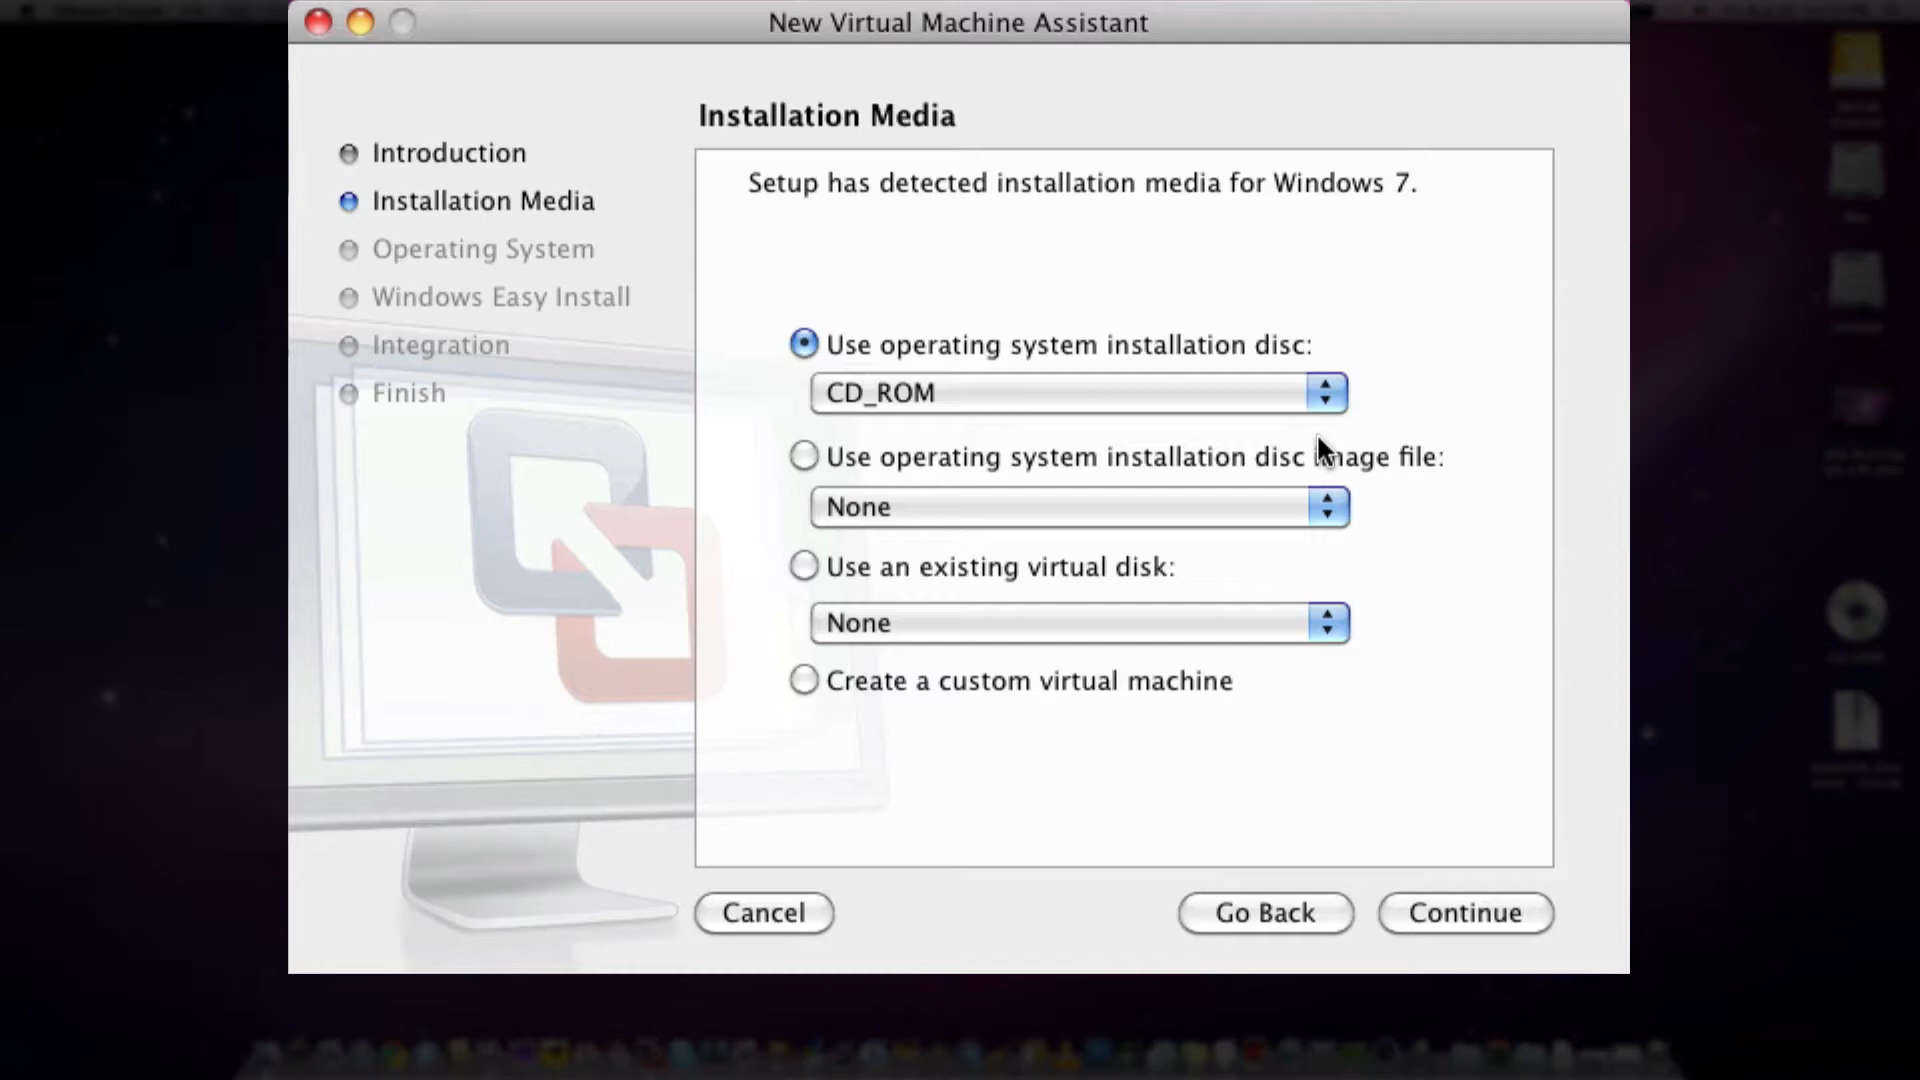 New Virtual Machine Assistant
Installation Media
Introduction
Installation Media
Operating System
Windows Easy Install
Integration
Finish
Setup has detected installation media for Windows 7.
Use operating system installation disc:
CD_ROM
Use operating system installation disc image file:
None
Use an existing virtual disk:
None
Create a custom virtual machine
Cancel
Go Back
Continue